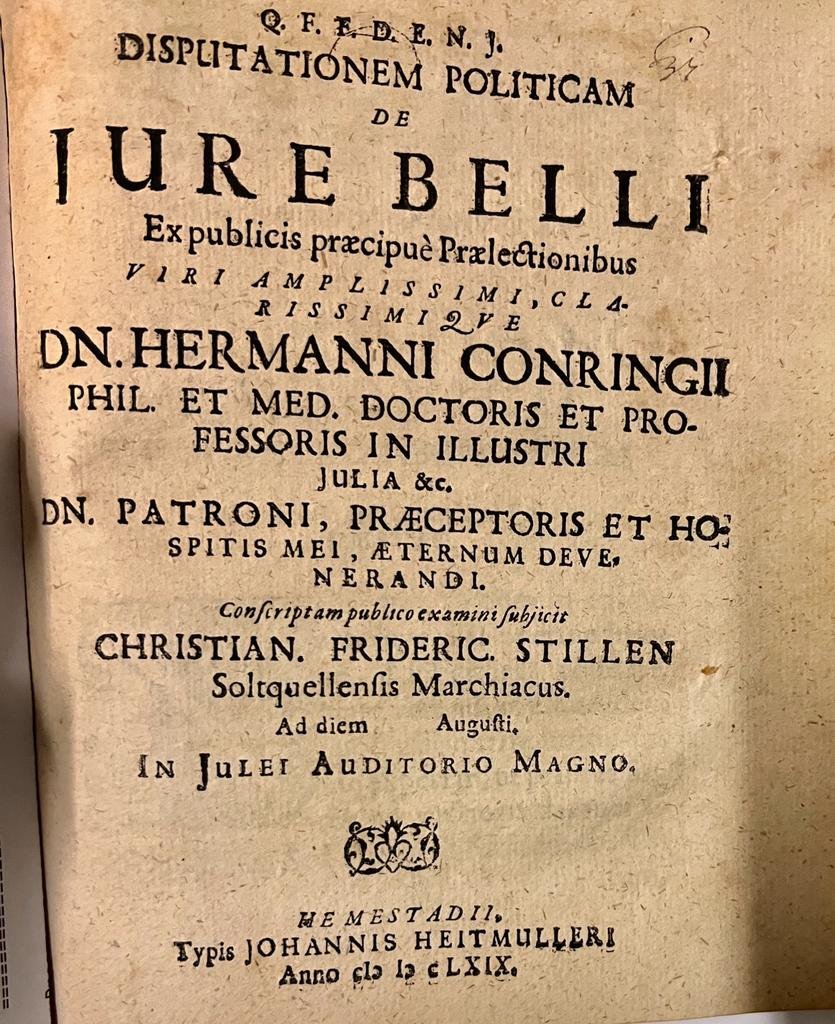 Q. F. F. D. E. N. J.
DISPUTATIONEM POLITICAM
DE
JURE BELLI
Ex publicis præcipuè Prælectionibus
VIRI AMPLISSIMI, CLA-
RISSIMIQVE
DN. HERMANNI CONRINGII
PHIL. ET MED. DOCTORIS ET PRO-
FESSORIS IN ILLUSTRI
JULIA &c.
DN. PATRONI, PRÆCEPTORIS ET HO-
SPITIS MEI, ÆTERNUM DEVE,
NERANDI.
Conſcriptam publico examini ſubjicit
CHRISTIAN. FRIDERIC. STILLEN
Soltquellenſis Marchiacus.
Ad diem Auguſti.
IN JULEI AUDITORIO MAGNO.
HEMESTADII,
Typis JOHANNIS HEITMULLERI
Anno cIɔ Iɔ cLXIX.